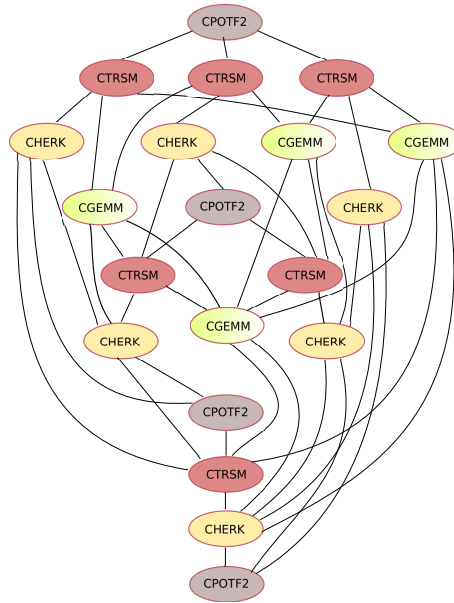 CPOTF2
CTRSM CTRSM CTRSM
CHERK CHERK CGEMM CGEMM
CGEMM CPOTF2 CHERK
CTRSM CTRSM
CGEMM
CHERK CHERK
CPOTF2
CTRSM
CHERK
CPOTF2